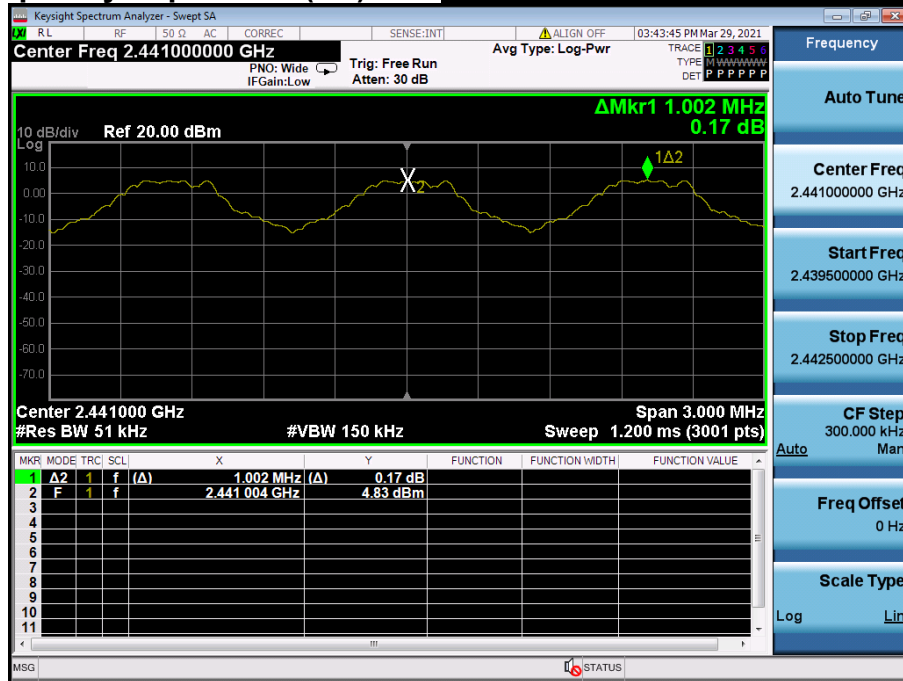 Keysight Spectrum Analyzer - Swept SA
LXI RL RF 50 Ω AC CORREC SENSE:INT ALIGN OFF 03:43:45 PM Mar 29, 2021
Center Freq 2.441000000 GHz
Avg Type: Log-Pwr
TRACE 1 2 3 4 5 6
PNO: Wide
Trig: Free Run
TYPE M WWWWW
IFGain:Low
Atten: 30 dB
DET P P P P P P
ΔMkr1 1.002 MHz
0.17 dB
10 dB/div Ref 20.00 dBm
Log
1Δ2
10.0
X2
0.00
-10.0
-20.0
-30.0
-40.0
-50.0
-60.0
-70.0
Center 2.441000 GHz Span 3.000 MHz
#Res BW 51 kHz #VBW 150 kHz Sweep 1.200 ms (3001 pts)
MKR MODE TRC SCL X Y FUNCTION FUNCTION WIDTH FUNCTION VALUE
1 Δ2 1 f (Δ) 1.002 MHz (Δ) 0.17 dB
2 F 1 f 2.441 004 GHz 4.83 dBm
3
4
5
6
7
8
9
10
11
MSG STATUS
Frequency
Auto Tune
Center Freq
2.441000000 GHz
Start Freq
2.439500000 GHz
Stop Freq
2.442500000 GHz
CF Step
300.000 kHz
Auto Man
Freq Offset
0 Hz
Scale Type
Log Lin